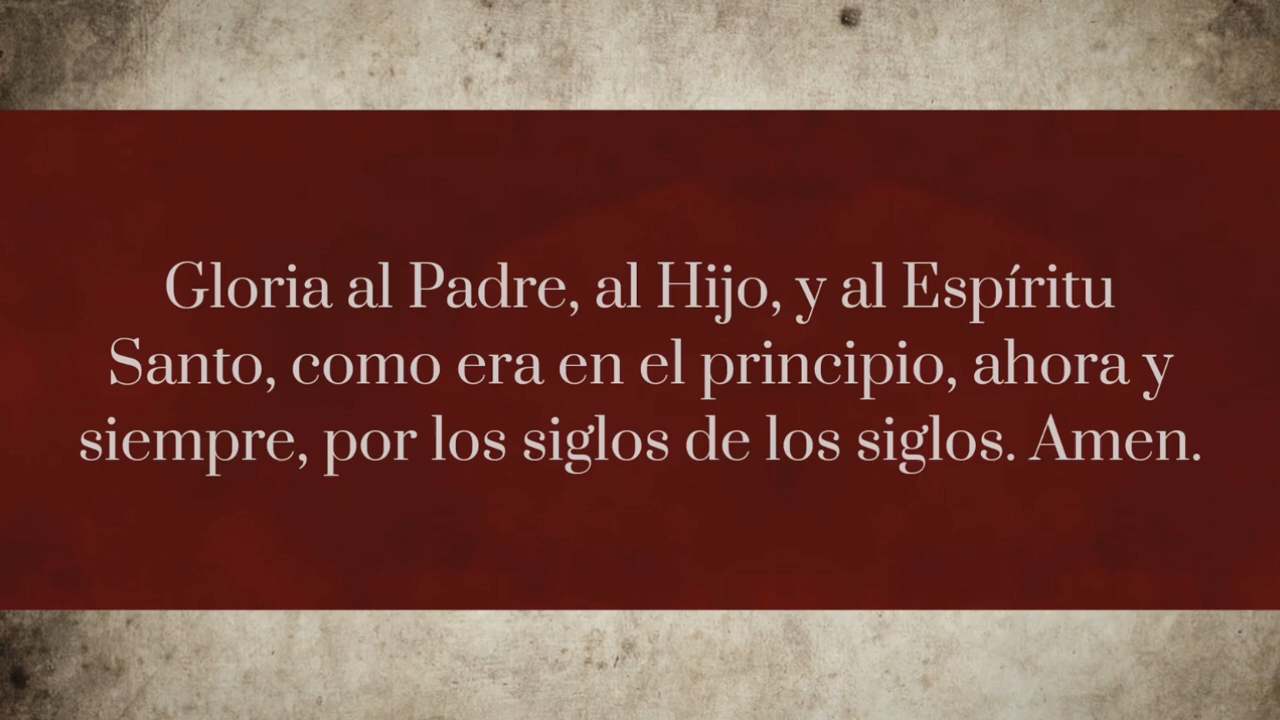 Gloria al Padre, al Hijo, y al Espíritu
Santo, como era en el principio, ahora y
siempre, por los siglos de los siglos. Amen.